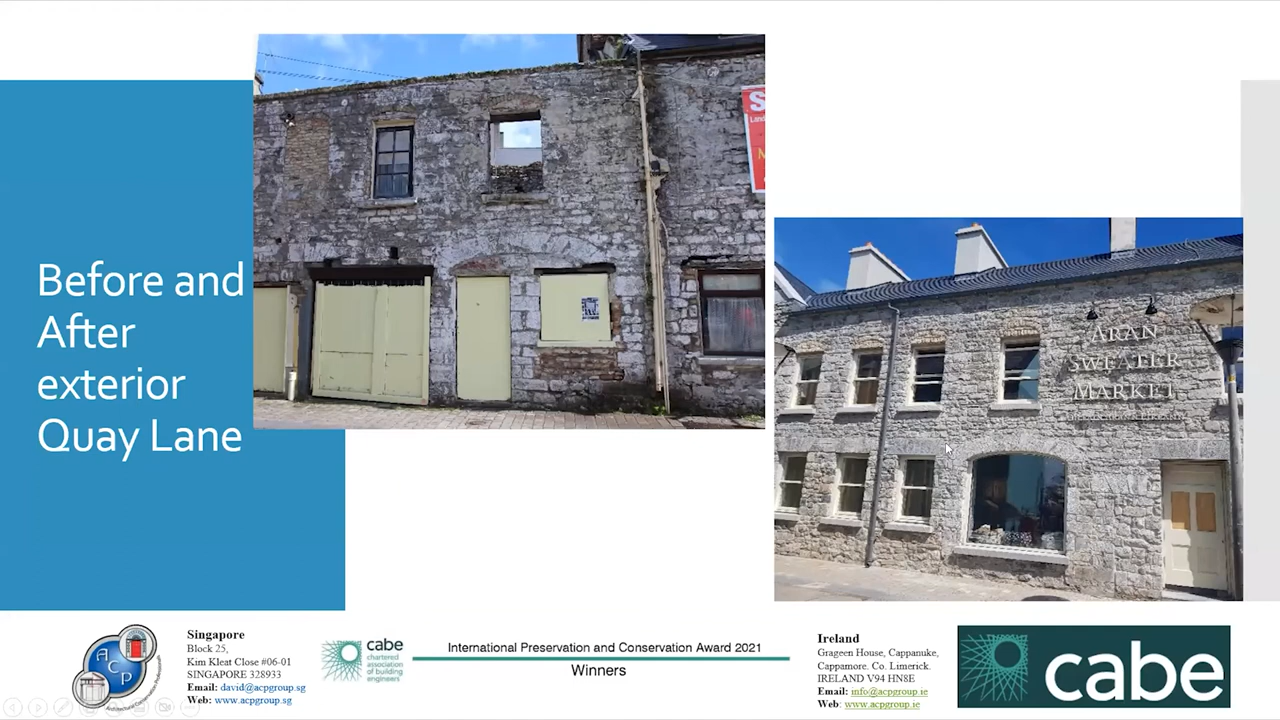 Before and
After
exterior
Quay Lane
S
ARAN
SWEATER
MARKET
A C P
Singapore
Block 25,
Kim Kleat Close #06-01
SINGAPORE 328933
Email: david@acpgroup.sg
Web: www.acpgroup.sg
cabe
chartered
association of
building
engineers
International Preservation and Conservation Award 2021
Winners
Ireland
Grageen House, Cappanuke,
Cappamore. Co. Limerick.
IRELAND V94 HN8E
Email: info@acpgroup.ie
Web: www.acpgroup.ie
cabe